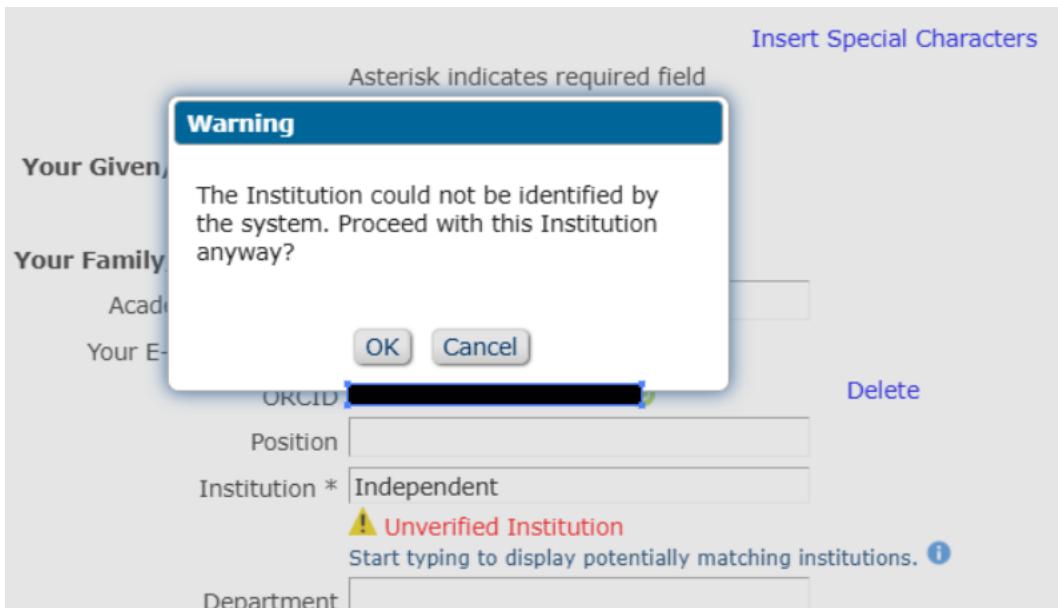 Insert Special Characters
Asterisk indicates required field
Warning
Your Given,
The Institution could not be identified by
the system. Proceed with this Institution
anyway?
Your Family
Acad
Your E-
OK Cancel
ORCID
Delete
Position
Institution * Independent
Unverified Institution
Start typing to display potentially matching institutions.
Department